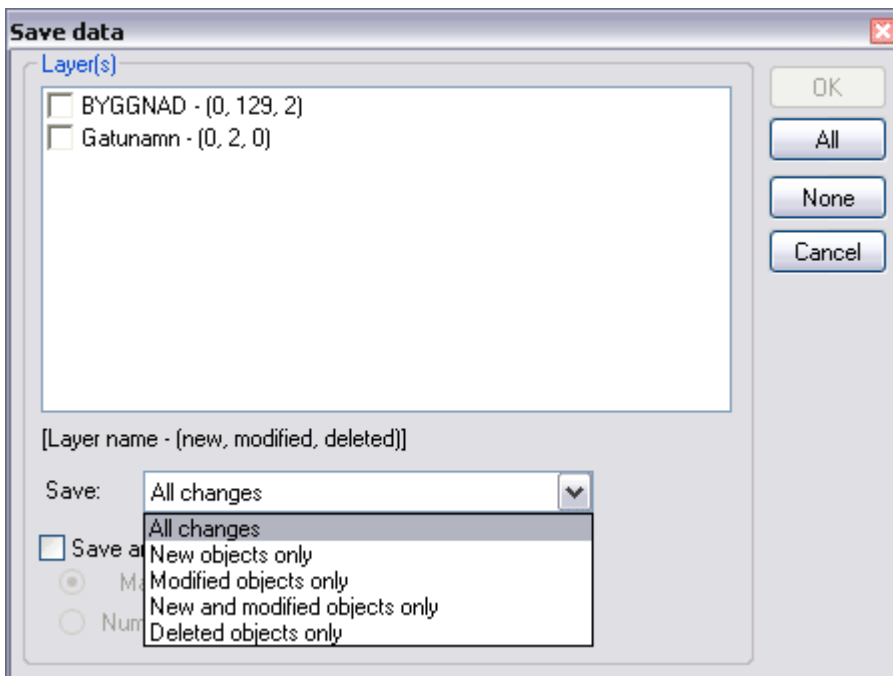 Save data
Layer(s)
BYGGNAD - (0, 129, 2)
Gatunamn - (0, 2, 0)
OK
All
None
Cancel
[Layer name - (new, modified, deleted)]
Save: All changes
All changes
New objects only
Modified objects only
New and modified objects only
Deleted objects only
Save